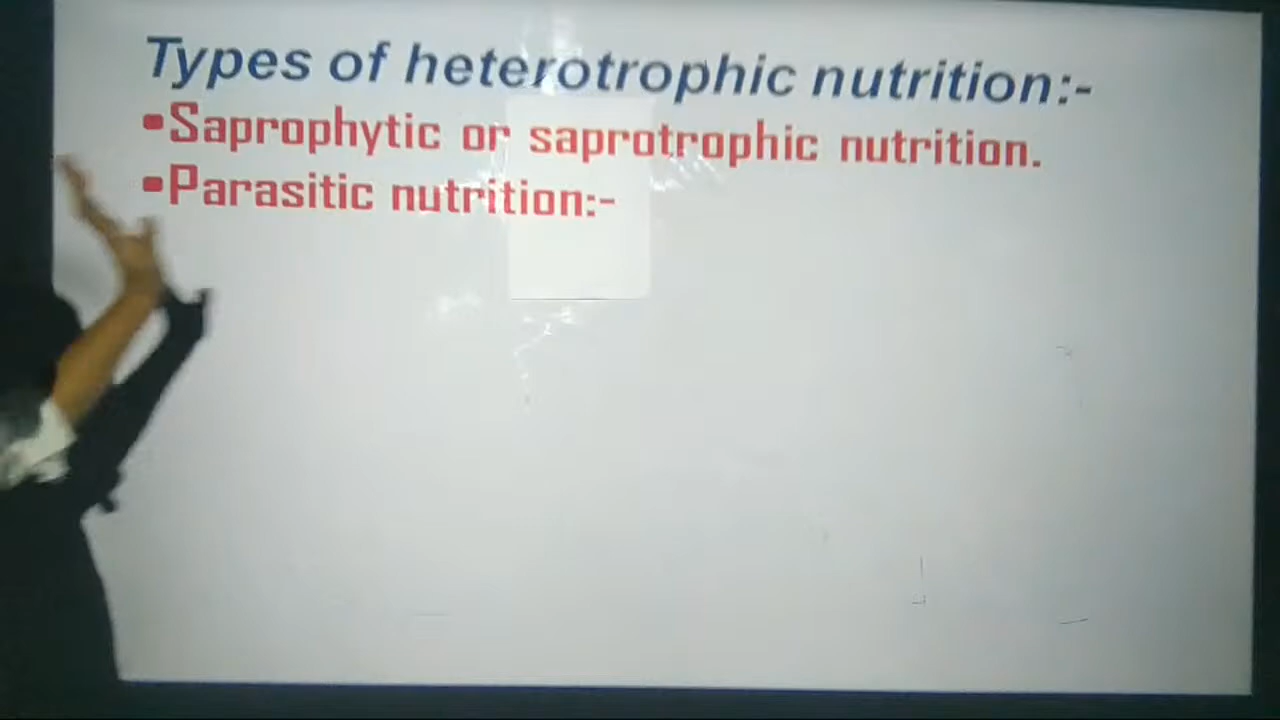 Types of heterotrophic nutrition:-
▪Saprophytic or saprotrophic nutrition.
▪Parasitic nutrition:-